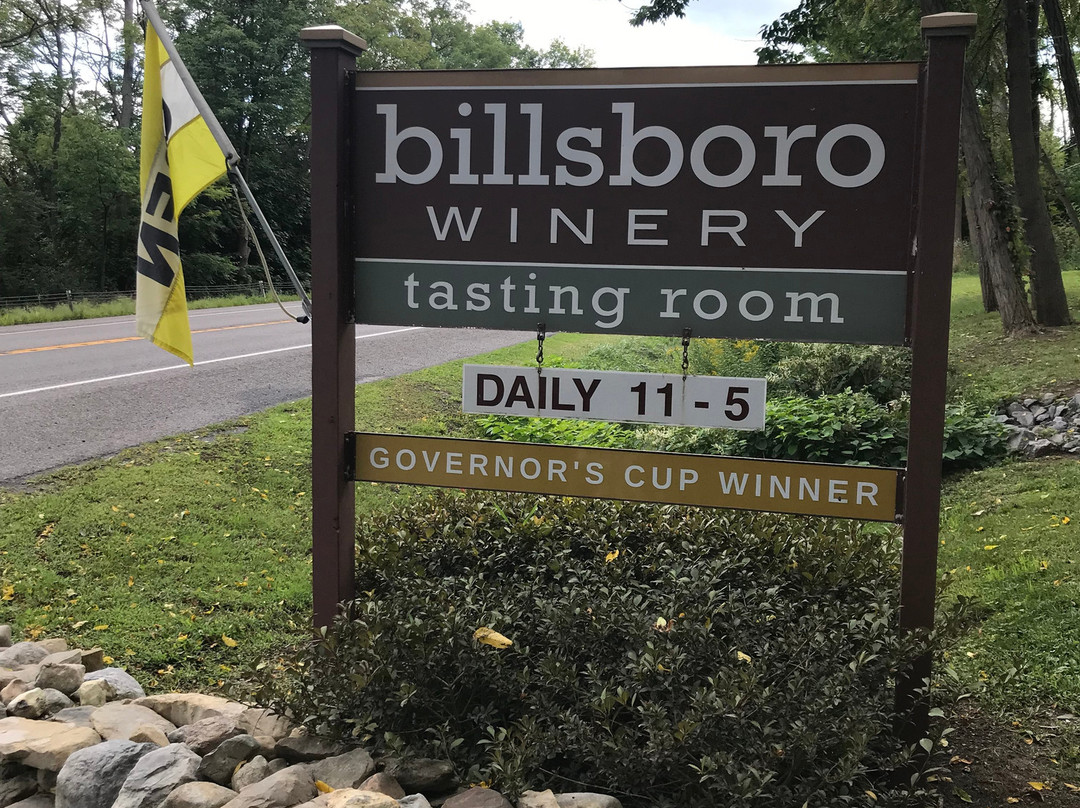 billsboro
WINERY
tasting room
DAILY 11 - 5
GOVERNOR'S CUP WINNER